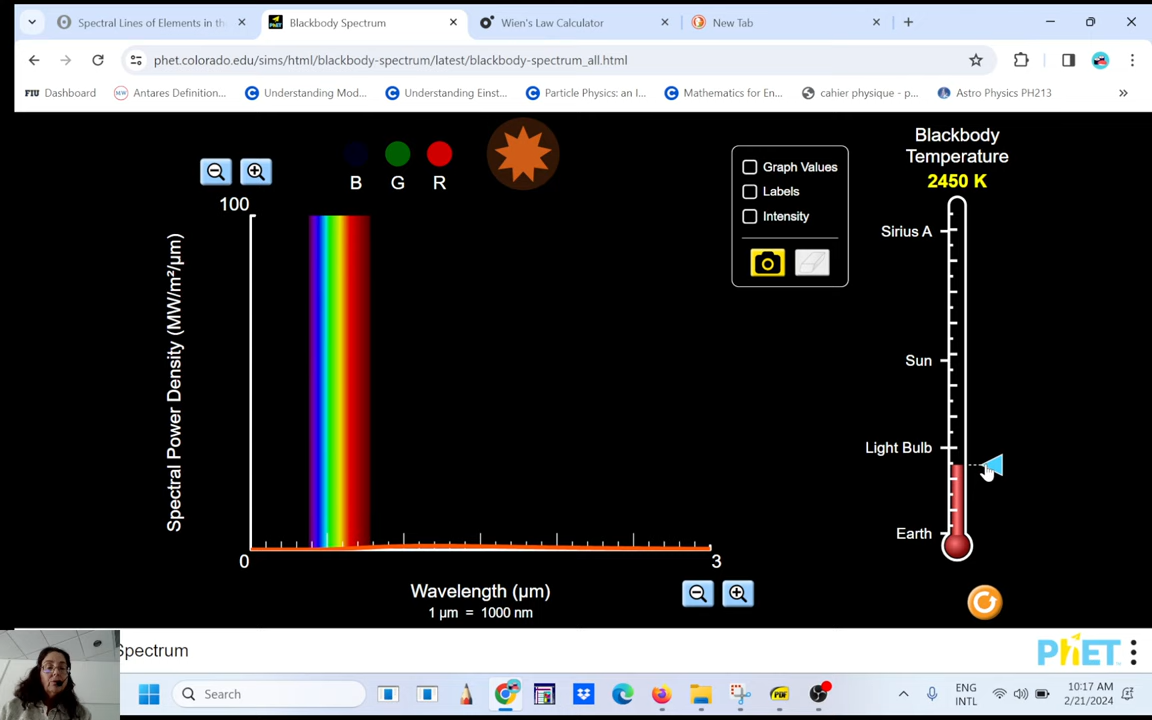 Spectral Lines of Elements in th
Blackbody Spectrum
Wien's Law Calculator
New Tab
phet.colorado.edu/sims/html/blackbody-spectrum/latest/blackbody-spectrum_all.html
FIU Dashboard
Antares Definition...
Understanding Mod...
Understanding Einst...
Particle Physics: an I...
Mathematics for En...
cahier physique - p...
Astro Physics PH213
B G R
100
Spectral Power Density (MW/m²/µm)
0
3
Wavelength (µm)
1 µm = 1000 nm
Graph Values
Labels
Intensity
Blackbody
Temperature
2450 K
Sirius A
Sun
Light Bulb
Earth
Spectrum
PhET
Search
PDF
ENG
INTL
10:17 AM
2/21/2024